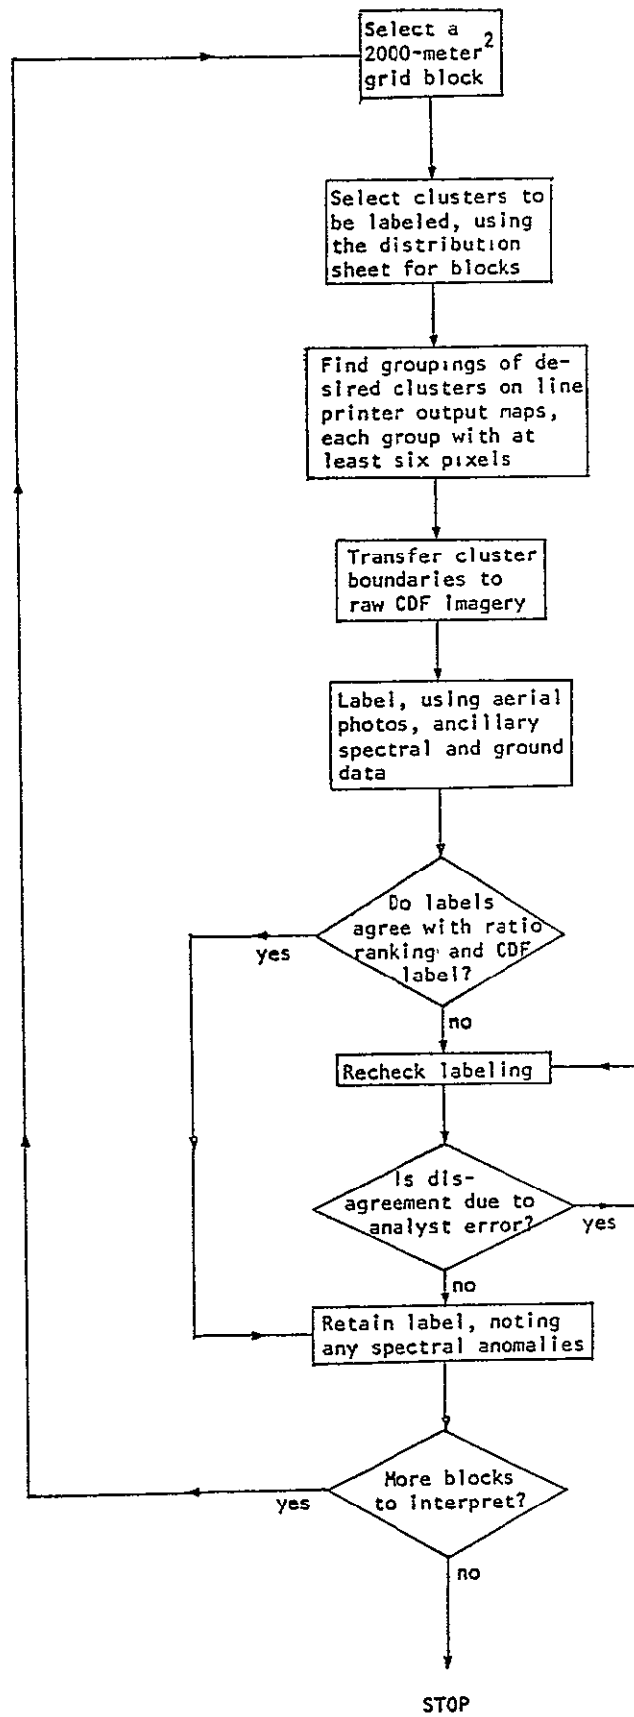 Select a
2000-meter²
grid block
Select clusters to
be labeled, using
the distribution
sheet for blocks
Find groupings of de-
sired clusters on line
printer output maps,
each group with at
least six pixels
Transfer cluster
boundaries to
raw CDF imagery
Label, using aerial
photos, ancillary
spectral and ground
data
Do labels
agree with ratio
ranking and CDF
label?
yes
no
Recheck labeling
Is dis-
agreement due to
analyst error?
yes
no
Retain label, noting
any spectral anomalies
More blocks
to interpret?
yes
no
STOP